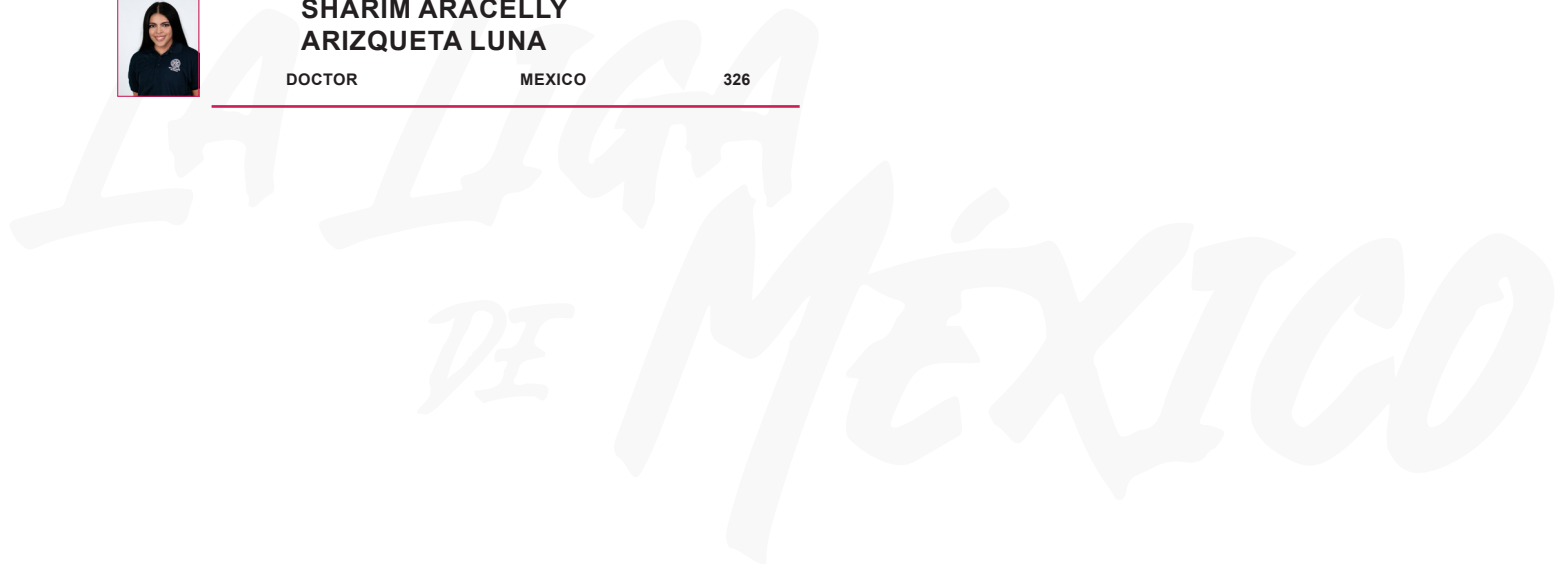 SHARIM ARACELLY
ARIZQUETA LUNA
DOCTOR MEXICO 326
LA LIGA
DE MÉXICO